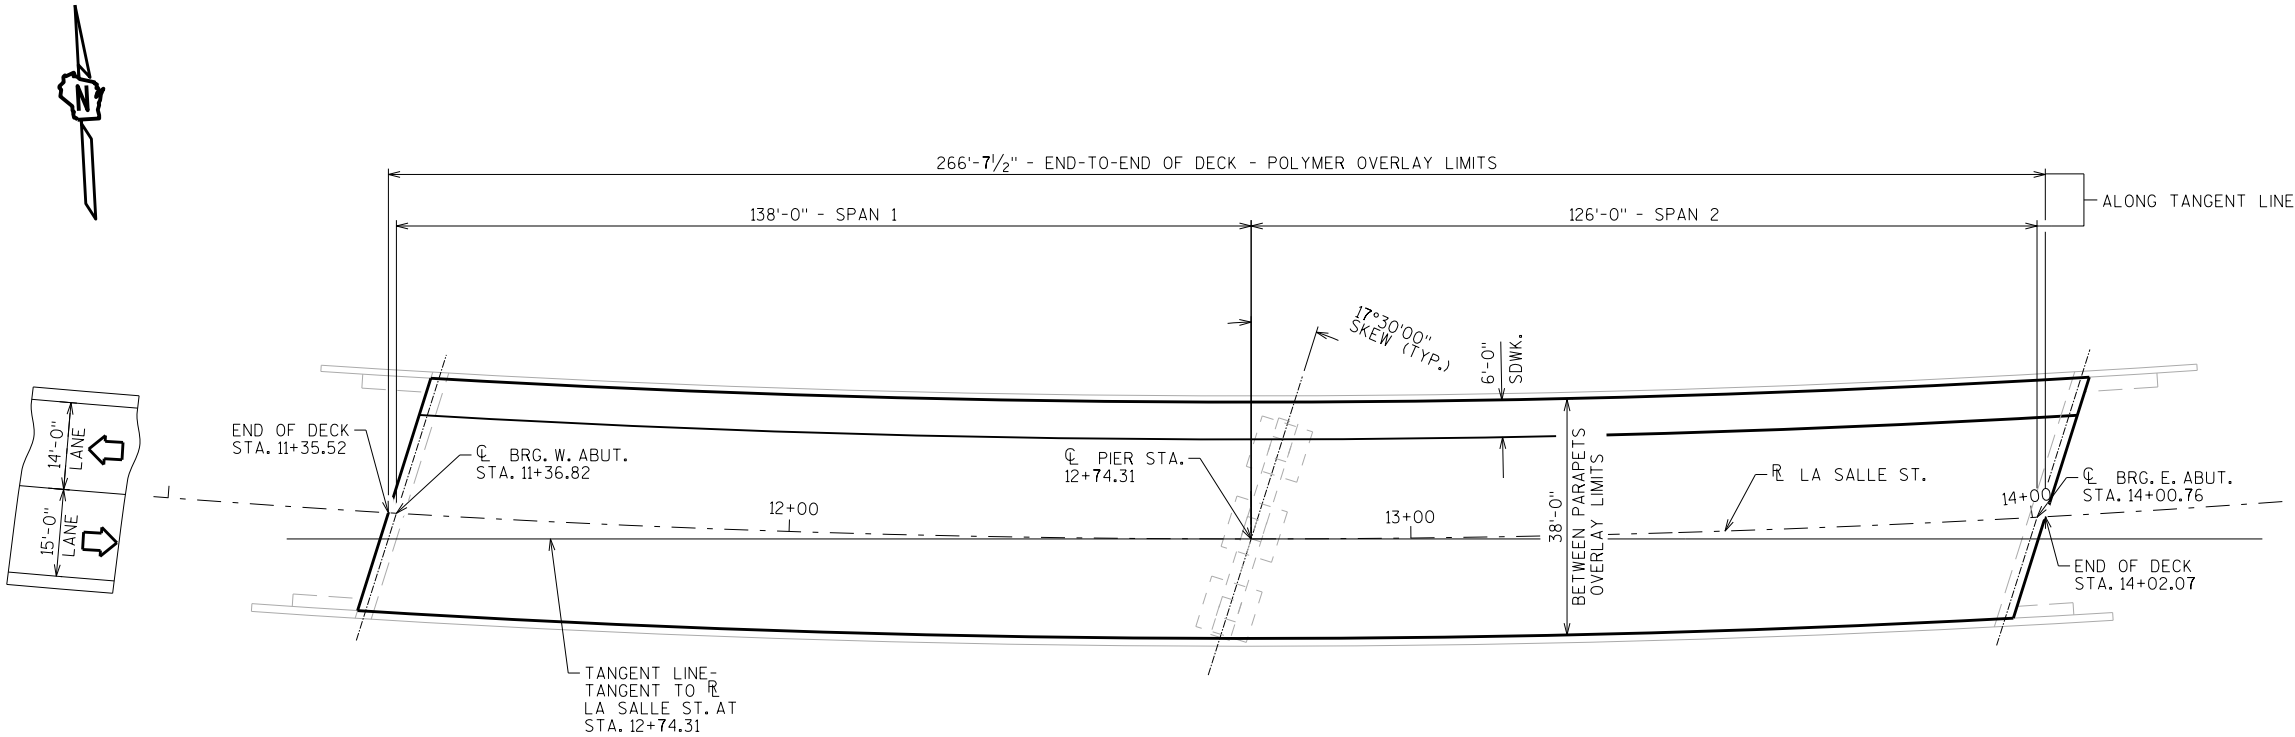 N
266'-7 1/2" - END-TO-END OF DECK - POLYMER OVERLAY LIMITS
ALONG TANGENT LINE
138'-0" - SPAN 1
126'-0" - SPAN 2
17°30'00"
SKEW (TYP.)
6'-0"
SDWK.
14'-0"
LANE
15'-0"
LANE
END OF DECK
STA. 11+35.52
℄ BRG. W. ABUT.
STA. 11+36.82
12+00
℄ PIER STA.
12+74.31
13+00
38'-0"
BETWEEN PARAPETS
OVERLAY LIMITS
R LA SALLE ST.
14+00
℄ BRG. E. ABUT.
STA. 14+00.76
END OF DECK
STA. 14+02.07
TANGENT LINE-
TANGENT TO R
LA SALLE ST. AT
STA. 12+74.31